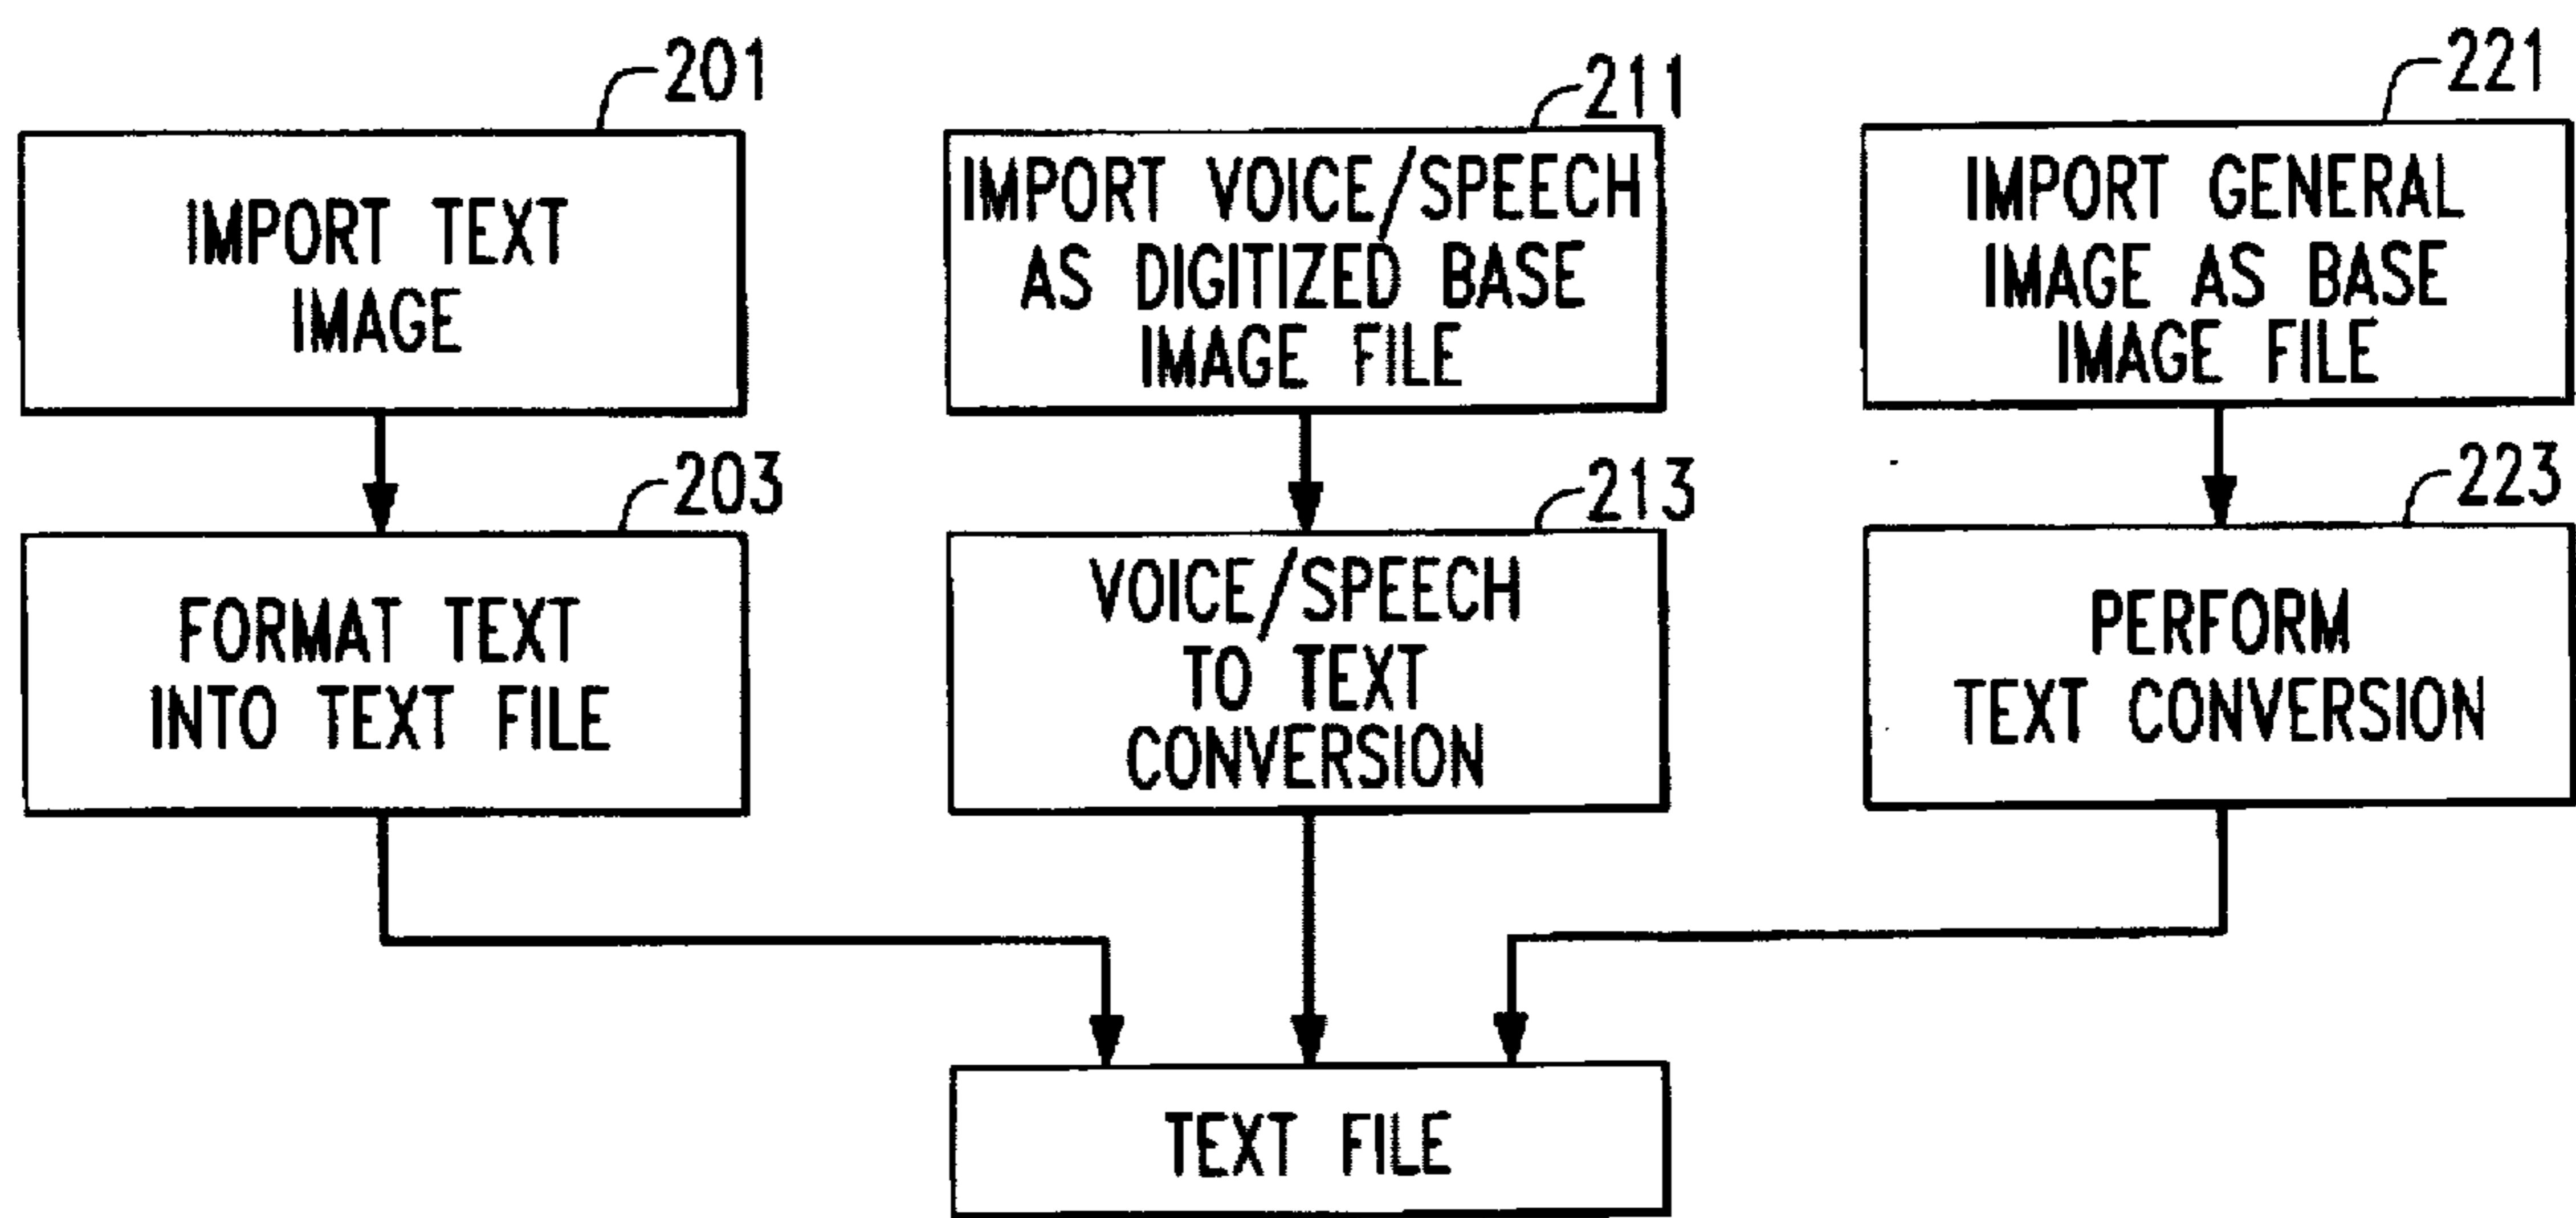 201
IMPORT TEXT
IMAGE
211
IMPORT VOICE/SPEECH
AS DIGITIZED BASE
IMAGE FILE
221
IMPORT GENERAL
IMAGE AS BASE
IMAGE FILE
203
FORMAT TEXT
INTO TEXT FILE
213
VOICE/SPEECH
TO TEXT
CONVERSION
223
PERFORM
TEXT CONVERSION
TEXT FILE